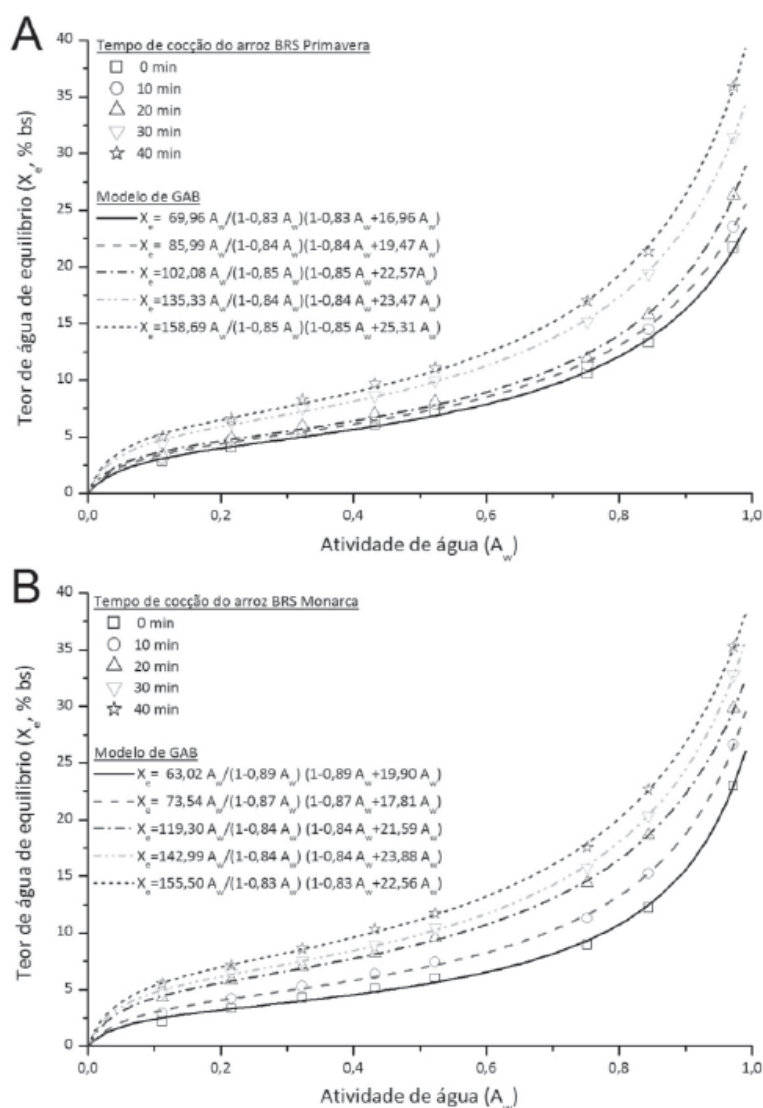 A
Teor de água de equilíbrio (Xe, % bs)
40
35
30
25
20
15
10
5
0
Tempo de cocção do arroz BRS Primavera
0 min
10 min
20 min
30 min
40 min
Modelo de GAB
Xe= 69,96 Aw/(1-0,83 Aw)(1-0,83 Aw+16,96 Aw)
Xe= 85,99 Aw/(1-0,84 Aw)(1-0,84 Aw+19,47 Aw)
Xe=102,08 Aw/(1-0,85 Aw)(1-0,85 Aw+22,57Aw)
Xe=135,33 Aw/(1-0,84 Aw)(1-0,84 Aw+23,47 Aw)
Xe=158,69 Aw/(1-0,85 Aw)(1-0,85 Aw+25,31 Aw)
0,0 0,2 0,4 0,6 0,8 1,0
Atividade de água (Aw)
B
Teor de água de equilíbrio (Xe, % bs)
40
35
30
25
20
15
10
5
0
Tempo de cocção do arroz BRS Monarca
0 min
10 min
20 min
30 min
40 min
Modelo de GAB
Xe= 63,02 Aw/(1-0,89 Aw) (1-0,89 Aw+19,90 Aw)
Xe= 73,54 Aw/(1-0,87 Aw) (1-0,87 Aw+17,81 Aw)
Xe=119,30 Aw/(1-0,84 Aw) (1-0,84 Aw+21,59 Aw)
Xe=142,99 Aw/(1-0,84 Aw) (1-0,84 Aw+23,88 Aw)
Xe=155,50 Aw/(1-0,83 Aw) (1-0,83 Aw+22,56 Aw)
0,0 0,2 0,4 0,6 0,8 1,0
Atividade de água (Aw)